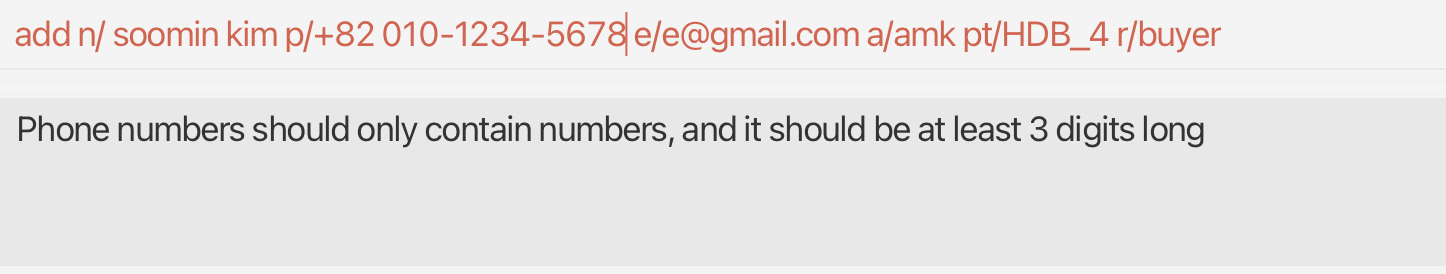 add n/ soomin kim p/+82 010-1234-5678 e/e@gmail.com a/amk pt/HDB_4 r/buyer
Phone numbers should only contain numbers, and it should be at least 3 digits long